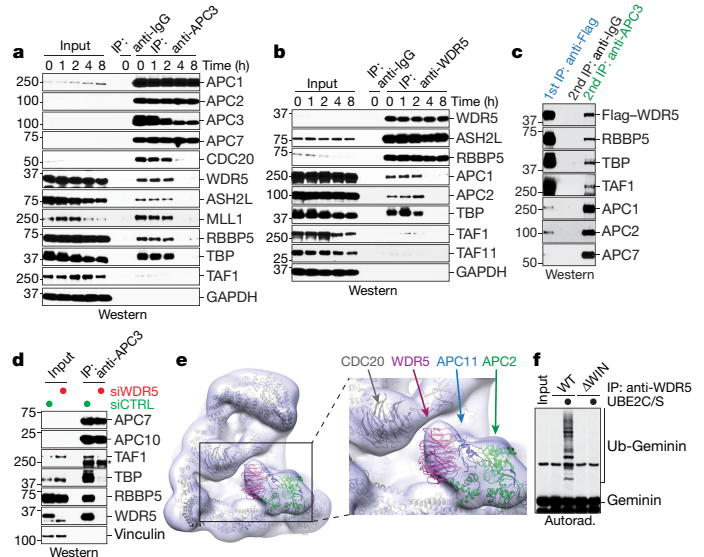 a
Input
IP: anti-IgG
IP: anti-APC3
0 1 2 4 8 0 0 1 2 4 8 Time (h)
250 APC1
100 APC2
100 APC3
75 APC7
50 CDC20
37 WDR5
75 ASH2L
250 MLL1
75 RBBP5
37 TBP
250 TAF1
37 GAPDH
Western
b
Input
IP: anti-IgG
IP: anti-WDR5
0 1 2 4 8 0 0 1 2 4 8 Time (h)
37 WDR5
75 ASH2L
75 RBBP5
250 APC1
100 APC2
37 TBP
250 TAF1
25 TAF11
37 GAPDH
Western
c
1st IP: anti-Flag
2nd IP: anti-IgG
2nd IP: anti-APC3
37 Flag–WDR5
75 RBBP5
37 TBP
250 TAF1
250 APC1
100 APC2
50 APC7
Western
d
Input
IP: anti-APC3
siWDR5
siCTRL
75 APC7
25 APC10
250 TAF1
*
37 TBP
75 RBBP5
37 WDR5
100 Vinculin
Western
e
CDC20 WDR5 APC11 APC2
f
Input
WT
ΔWIN
IP: anti-WDR5
UBE2C/S
Ub-Geminin
Geminin
Autorad.